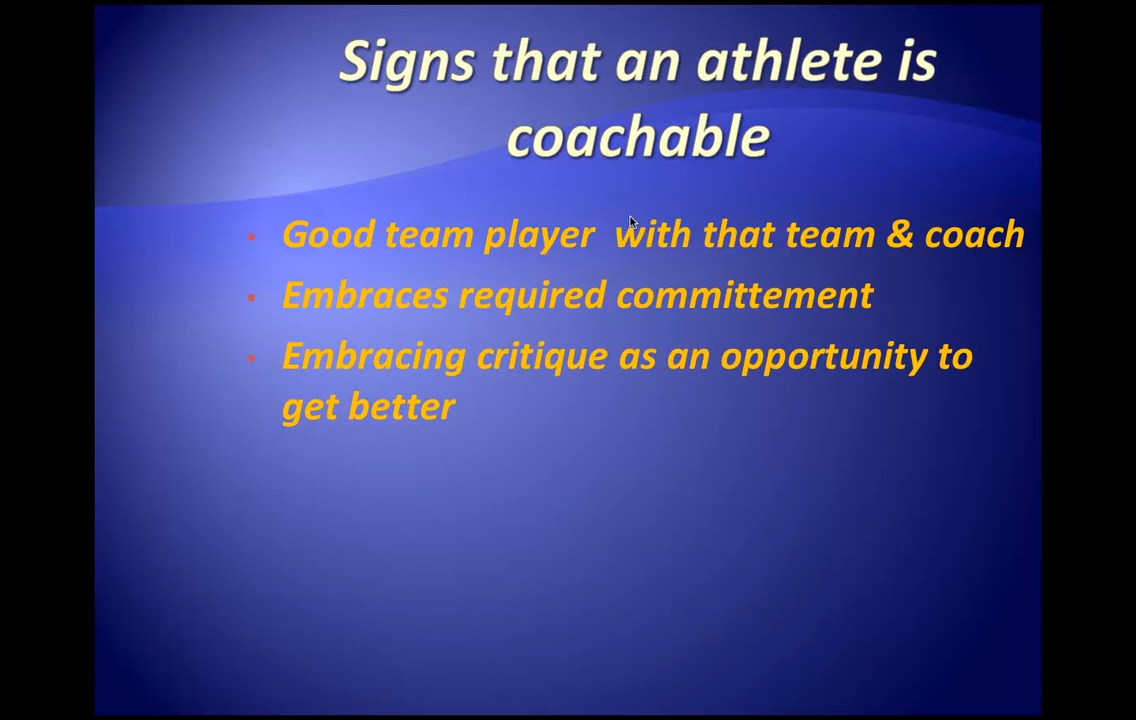 Signs that an athlete is
coachable
• Good team player  with that team & coach
• Embraces required committement
• Embracing critique as an opportunity to
get better